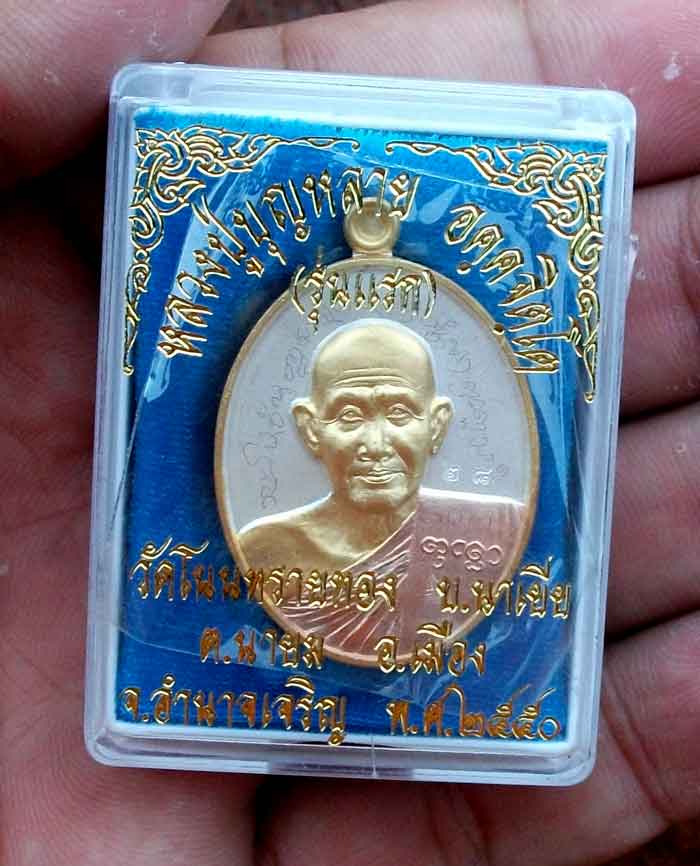 หลวงปู่บุญหลาย อคฺคจิตฺโต
(รุ่นแรก)
๒๘๑
วัดโนนทรายทอง บ.นาเยีย
ต.นายม อ.เมือง
จ.อำนาจเจริญ พ.ศ.๒๕๕๐